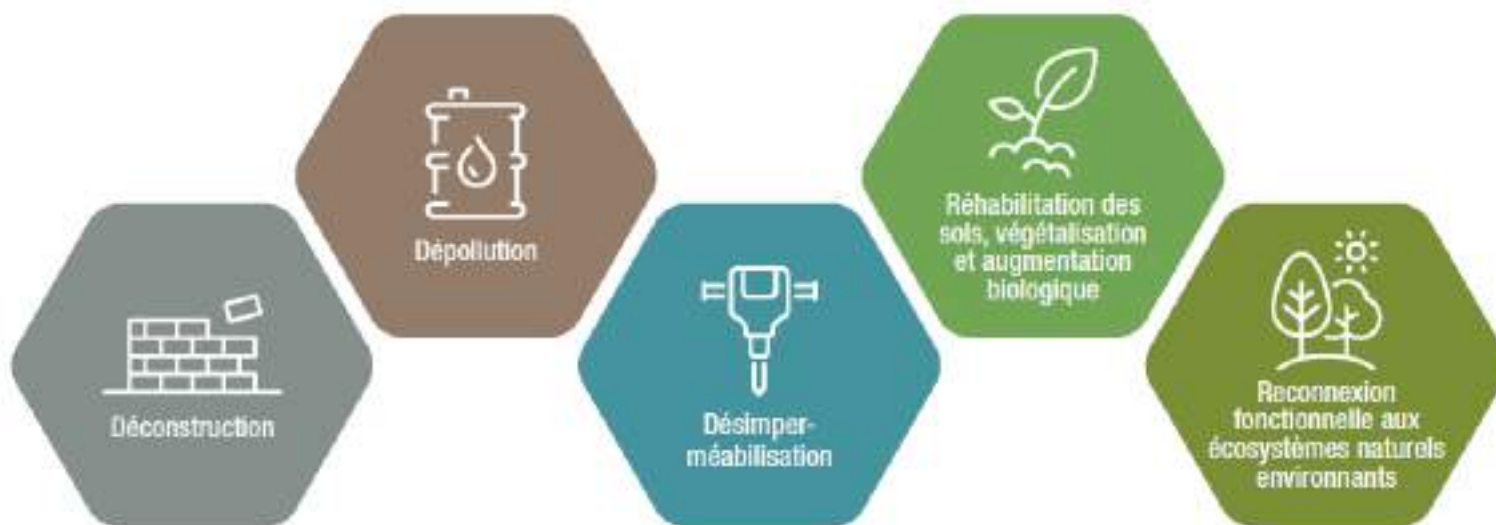 Déconstruction
Dépollution
Désimper-
méabilisation
Réhabilitation des
sols, végétalisation
et augmentation
biologique
Reconnexion
fonctionnelle aux
écosystèmes naturels
environnants